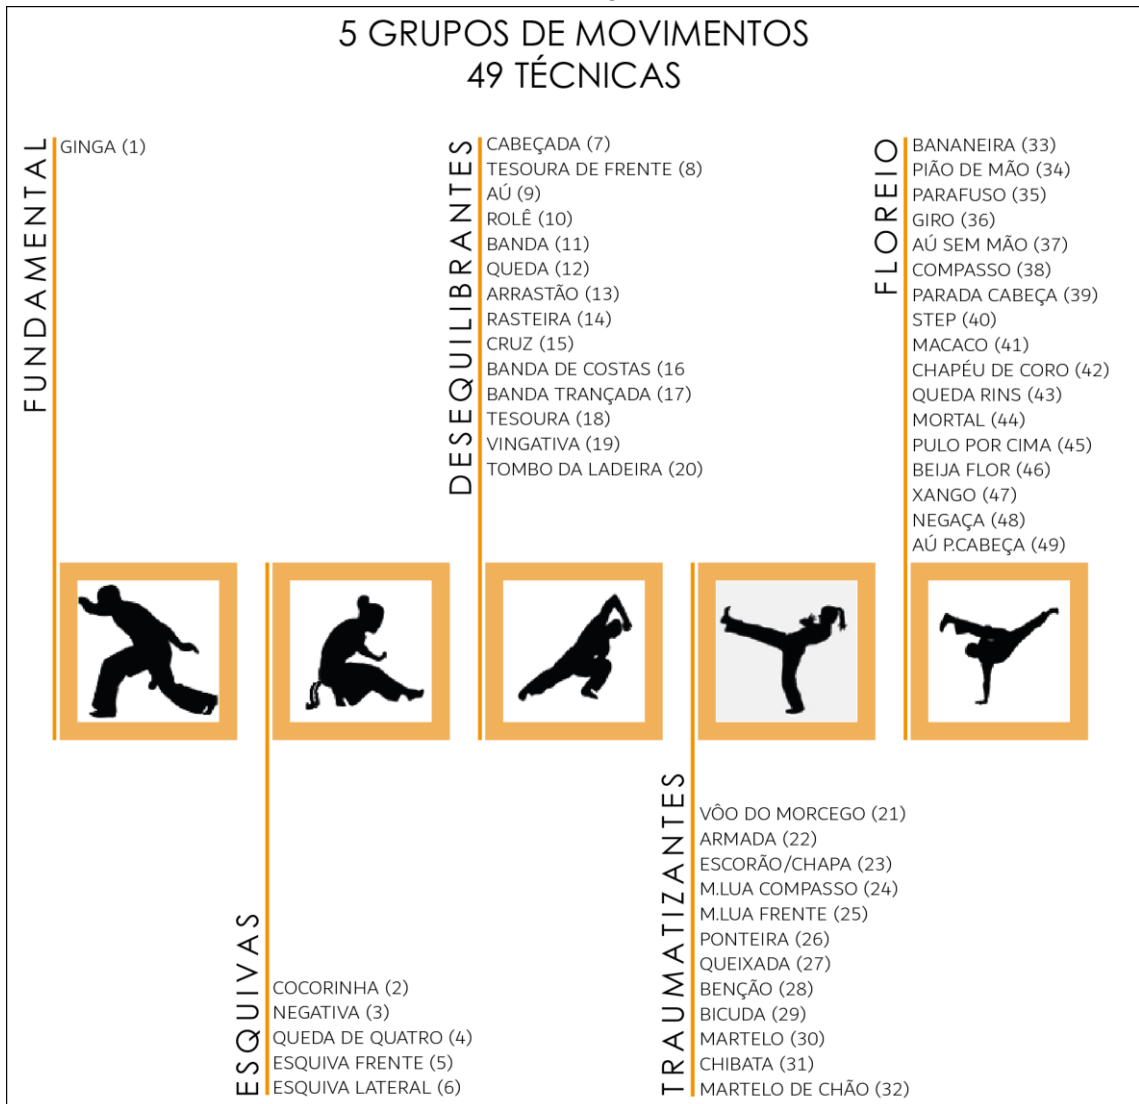 5 GRUPOS DE MOVIMENTOS
49 TÉCNICAS
FUNDAMENTAL
GINGA (1)
ESQUIVAS
COCORINHA (2)
NEGATIVA (3)
QUEDA DE QUATRO (4)
ESQUIVA FRENTE (5)
ESQUIVA LATERAL (6)
DESEQUILIBRANTES
CABEÇADA (7)
TESOURA DE FRENTE (8)
AÚ (9)
ROLÊ (10)
BANDA (11)
QUEDA (12)
ARRASTÃO (13)
RASTEIRA (14)
CRUZ (15)
BANDA DE COSTAS (16
BANDA TRANÇADA (17)
TESOURA (18)
VINGATIVA (19)
TOMBO DA LADEIRA (20)
TRAUMATIZANTES
VÔO DO MORCEGO (21)
ARMADA (22)
ESCORÃO/CHAPA (23)
M.LUA COMPASSO (24)
M.LUA FRENTE (25)
PONTEIRA (26)
QUEIXADA (27)
BENÇÃO (28)
BICUDA (29)
MARTELO (30)
CHIBATA (31)
MARTELO DE CHÃO (32)
FLOREIO
BANANEIRA (33)
PIÃO DE MÃO (34)
PARAFUSO (35)
GIRO (36)
AÚ SEM MÃO (37)
COMPASSO (38)
PARADA CABEÇA (39)
STEP (40)
MACACO (41)
CHAPÉU DE CORO (42)
QUEDA RINS (43)
MORTAL (44)
PULO POR CIMA (45)
BEIJA FLOR (46)
XANGO (47)
NEGAÇA (48)
AÚ P.CABEÇA (49)